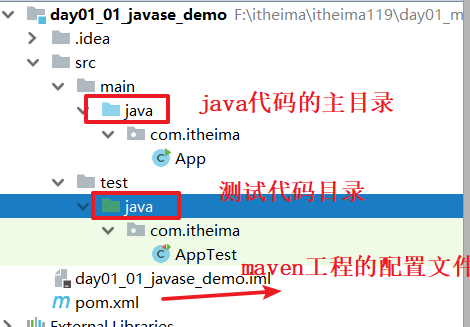 day01_01_javase_demo F:\itheima\itheima119\day01_m
.idea
src
main
java
java代码的主目录
com.itheima
App
test
java
测试代码目录
com.itheima
AppTest
maven工程的配置文件
day01_01_javase_demo.iml
pom.xml
External Libraries